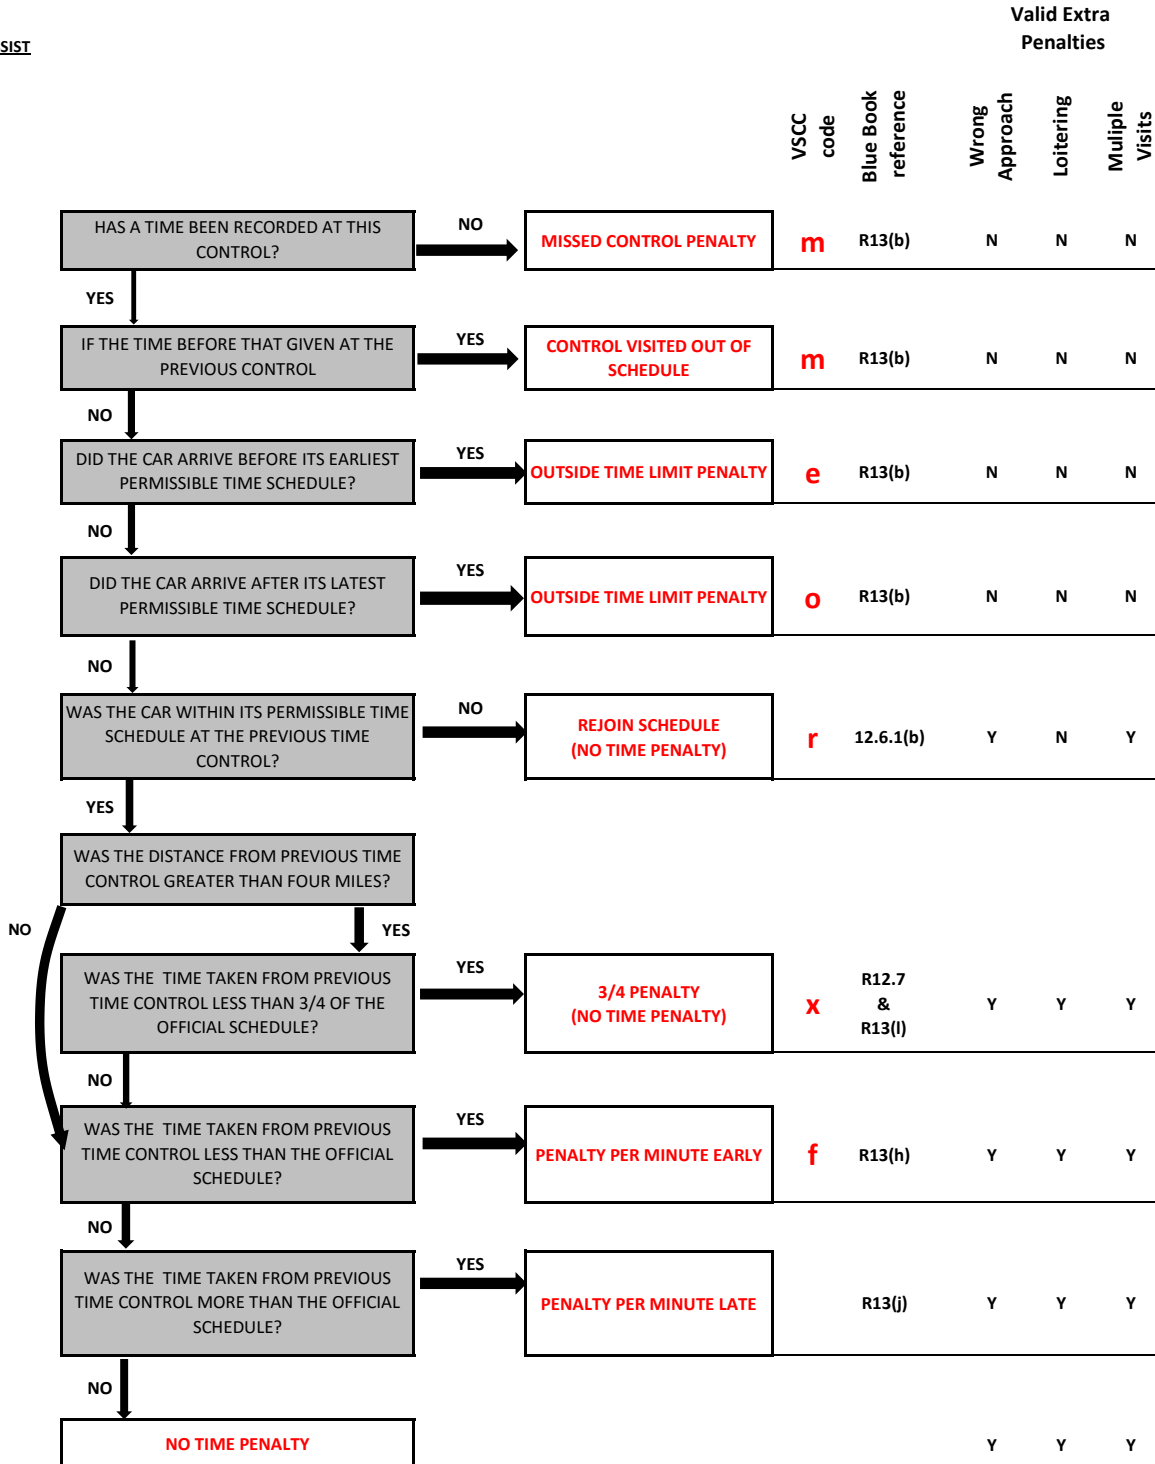 Valid Extra
Penalties
SIST
VSCC
code
Blue Book
reference
Wrong
Approach
Loitering
Muliple
Visits
HAS A TIME BEEN RECORDED AT THIS
CONTROL?
NO
MISSED CONTROL PENALTY
m
R13(b)
N
N
N
YES
IF THE TIME BEFORE THAT GIVEN AT THE
PREVIOUS CONTROL
YES
CONTROL VISITED OUT OF
SCHEDULE
m
R13(b)
N
N
N
NO
DID THE CAR ARRIVE BEFORE ITS EARLIEST
PERMISSIBLE TIME SCHEDULE?
YES
OUTSIDE TIME LIMIT PENALTY
e
R13(b)
N
N
N
NO
DID THE CAR ARRIVE AFTER ITS LATEST
PERMISSIBLE TIME SCHEDULE?
YES
OUTSIDE TIME LIMIT PENALTY
o
R13(b)
N
N
N
NO
WAS THE CAR WITHIN ITS PERMISSIBLE TIME
SCHEDULE AT THE PREVIOUS TIME
CONTROL?
NO
REJOIN SCHEDULE
(NO TIME PENALTY)
r
12.6.1(b)
Y
N
Y
YES
WAS THE DISTANCE FROM PREVIOUS TIME
CONTROL GREATER THAN FOUR MILES?
NO
YES
WAS THE  TIME TAKEN FROM PREVIOUS
TIME CONTROL LESS THAN 3/4 OF THE
OFFICIAL SCHEDULE?
YES
3/4 PENALTY
(NO TIME PENALTY)
x
R12.7
&
R13(l)
Y
Y
Y
NO
WAS THE  TIME TAKEN FROM PREVIOUS
TIME CONTROL LESS THAN THE OFFICIAL
SCHEDULE?
YES
PENALTY PER MINUTE EARLY
f
R13(h)
Y
Y
Y
NO
WAS THE  TIME TAKEN FROM PREVIOUS
TIME CONTROL MORE THAN THE OFFICIAL
SCHEDULE?
YES
PENALTY PER MINUTE LATE
R13(j)
Y
Y
Y
NO
NO TIME PENALTY
Y
Y
Y